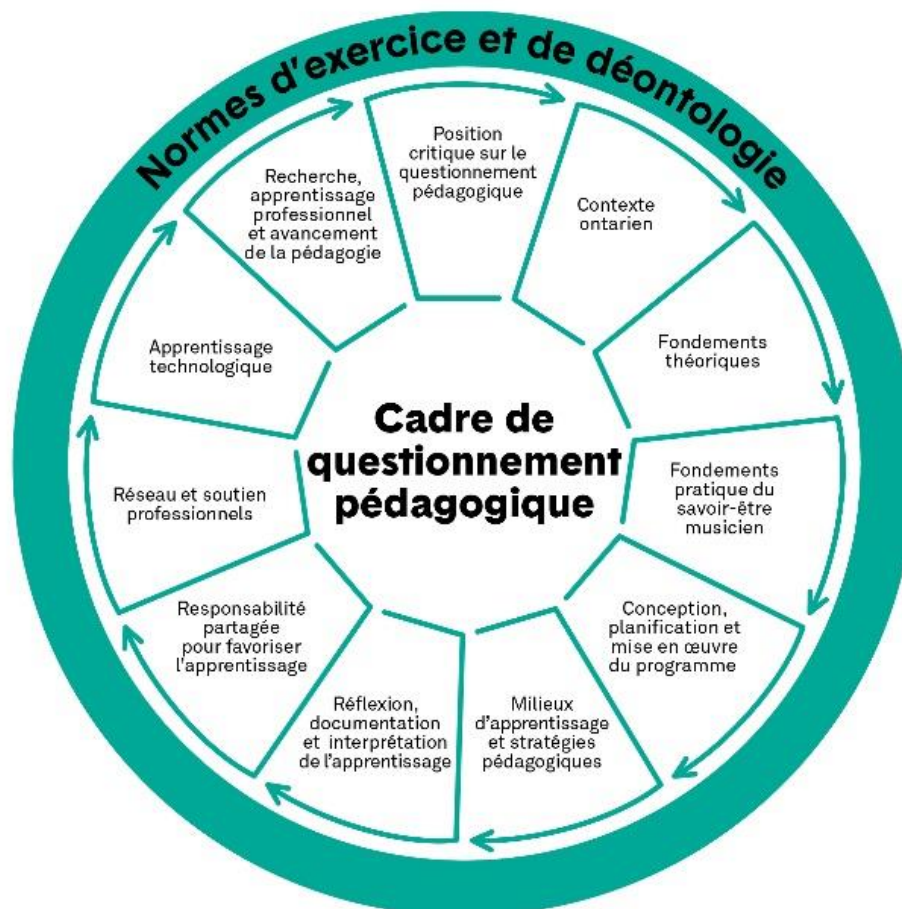 Normes d'exercice et de déontologie
Position
critique sur le
questionnement
pédagogique
Contexte
ontarien
Fondements
théoriques
Fondements
pratique du
savoir-être
musicien
Conception,
planification et
mise en œuvre
du programme
Milieux
d'apprentissage
et stratégies
pédagogiques
Réflexion,
documentation
et interprétation
de l'apprentissage
Responsabilité
partagée
pour favoriser
l'apprentissage
Réseau et soutien
professionnels
Apprentissage
technologique
Recherche,
apprentissage
professionnel
et avancement
de la pédagogie
Cadre de
questionnement
pédagogique